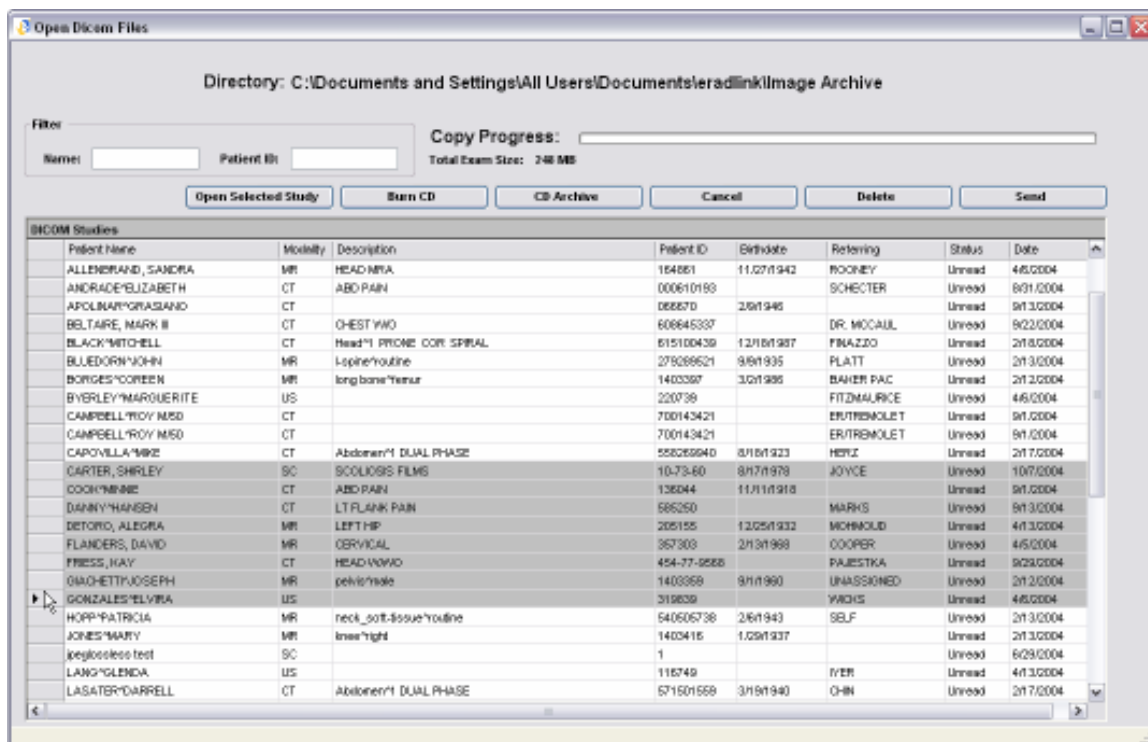 Open Dicom Files
Directory: C:\Documents and Settings\All Users\Documents\eradlink\Image Archive
Filter
Name: Patient ID:
Copy Progress:
Total Exam Size: 248 MB
Open Selected Study Burn CD CD Archive Cancel Delete Send
DICOM Studies
Patient Name Modality Description Patient ID Birthdate Referring Status Date
ALLENBRAND, SANDRA MR HEAD MRA 164861 11/27/1942 ROONEY Unread 4/6/2004
ANDRADE^ELIZABETH CT ABD PAIN 000610193 SCHECTER Unread 8/31/2004
APOLINAR^GRASIANO CT 066670 2/9/1946 Unread 9/13/2004
BELTAIRE, MARK III CT CHEST W/O 608645337 DR. MCCAUL Unread 9/22/2004
BLACK^MITCHELL CT Head^1 PRONE COR SPIRAL 615100439 12/18/1987 FINAZZO Unread 2/18/2004
BLUEDORN^JOHN MR l-spine^routine 279289521 9/9/1935 PLATT Unread 2/13/2004
BORGES^COREEN MR long bone^femur 1403397 3/2/1986 BAKER PAC Unread 2/12/2004
BYERLEY^MARGUERITE US 220739 FITZMAURICE Unread 4/6/2004
CAMPBELL^ROY M/50 CT 700143421 ER/TREMOLET Unread 9/1/2004
CAMPBELL^ROY M/50 CT 700143421 ER/TREMOLET Unread 9/1/2004
CAPOVILLA^MIKE CT Abdomen^1 DUAL PHASE 558269940 8/18/1923 HERZ Unread 2/17/2004
CARTER, SHIRLEY SC SCOLIOSIS FILMS 10-73-60 8/17/1978 JOYCE Unread 10/7/2004
COOK^MINNIE CT ABD PAIN 136044 11/11/1918 Unread 9/1/2004
DANNY^HANSEN CT LT FLANK PAIN 585250 MARKS Unread 9/13/2004
DETORO, ALEGRA MR LEFT HIP 205155 12/25/1932 MOHMOUD Unread 4/13/2004
FLANDERS, DAVID MR CERVICAL 357303 2/13/1968 COOPER Unread 4/5/2004
FRIESS, KAY CT HEAD W/WO 454-77-9568 PAJESTKA Unread 9/29/2004
GIACHETTI^JOSEPH MR pelvis^male 1403359 9/1/1960 UNASSIGNED Unread 2/12/2004
GONZALES^ELVIRA US 319839 WICKS Unread 4/6/2004
HOPP^PATRICIA MR neck_soft-tissue^routine 540505738 2/6/1943 SELF Unread 2/13/2004
JONES^MARY MR knee^right 1403416 1/29/1937 Unread 2/13/2004
jpeglossless test SC 1 Unread 6/29/2004
LANG^GLENDA US 116749 IYER Unread 4/13/2004
LASATER^DARRELL CT Abdomen^1 DUAL PHASE 571501559 3/19/1940 CHIN Unread 2/17/2004